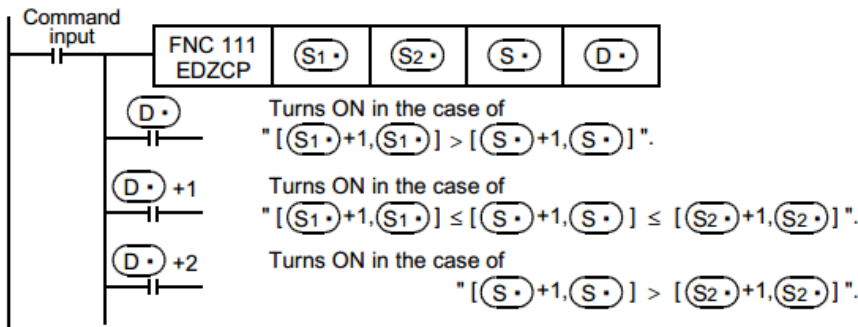 Command
input
FNC 111
EDZCP
S1・ S2・ S・ D・
D・ Turns ON in the case of
" [S1・+1,S1・] > [S・+1,S・] ".
D・ +1 Turns ON in the case of
" [S1・+1,S1・] ≤ [S・+1,S・] ≤ [S2・+1,S2・] ".
D・ +2 Turns ON in the case of
" [S・+1,S・] > [S2・+1,S2・] ".